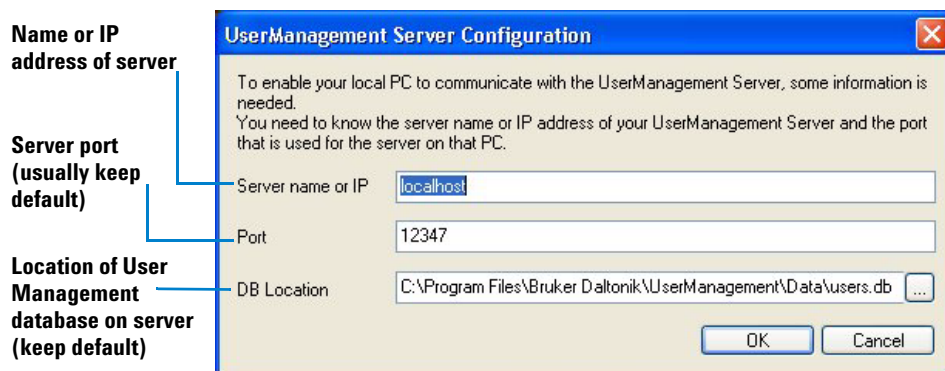 Name or IP
address of server
Server port
(usually keep
default)
Location of User
Management
database on server
(keep default)
UserManagement Server Configuration
To enable your local PC to communicate with the UserManagement Server, some information is
needed.
You need to know the server name or IP address of your UserManagement Server and the port
that is used for the server on that PC.
Server name or IP
localhost
Port
12347
DB Location
C:\Program Files\Bruker Daltonik\UserManagement\Data\users.db
...
OK
Cancel